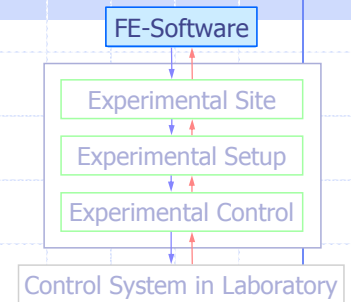 FE-Software
Experimental Site
Experimental Setup
Experimental Control
Control System in Laboratory